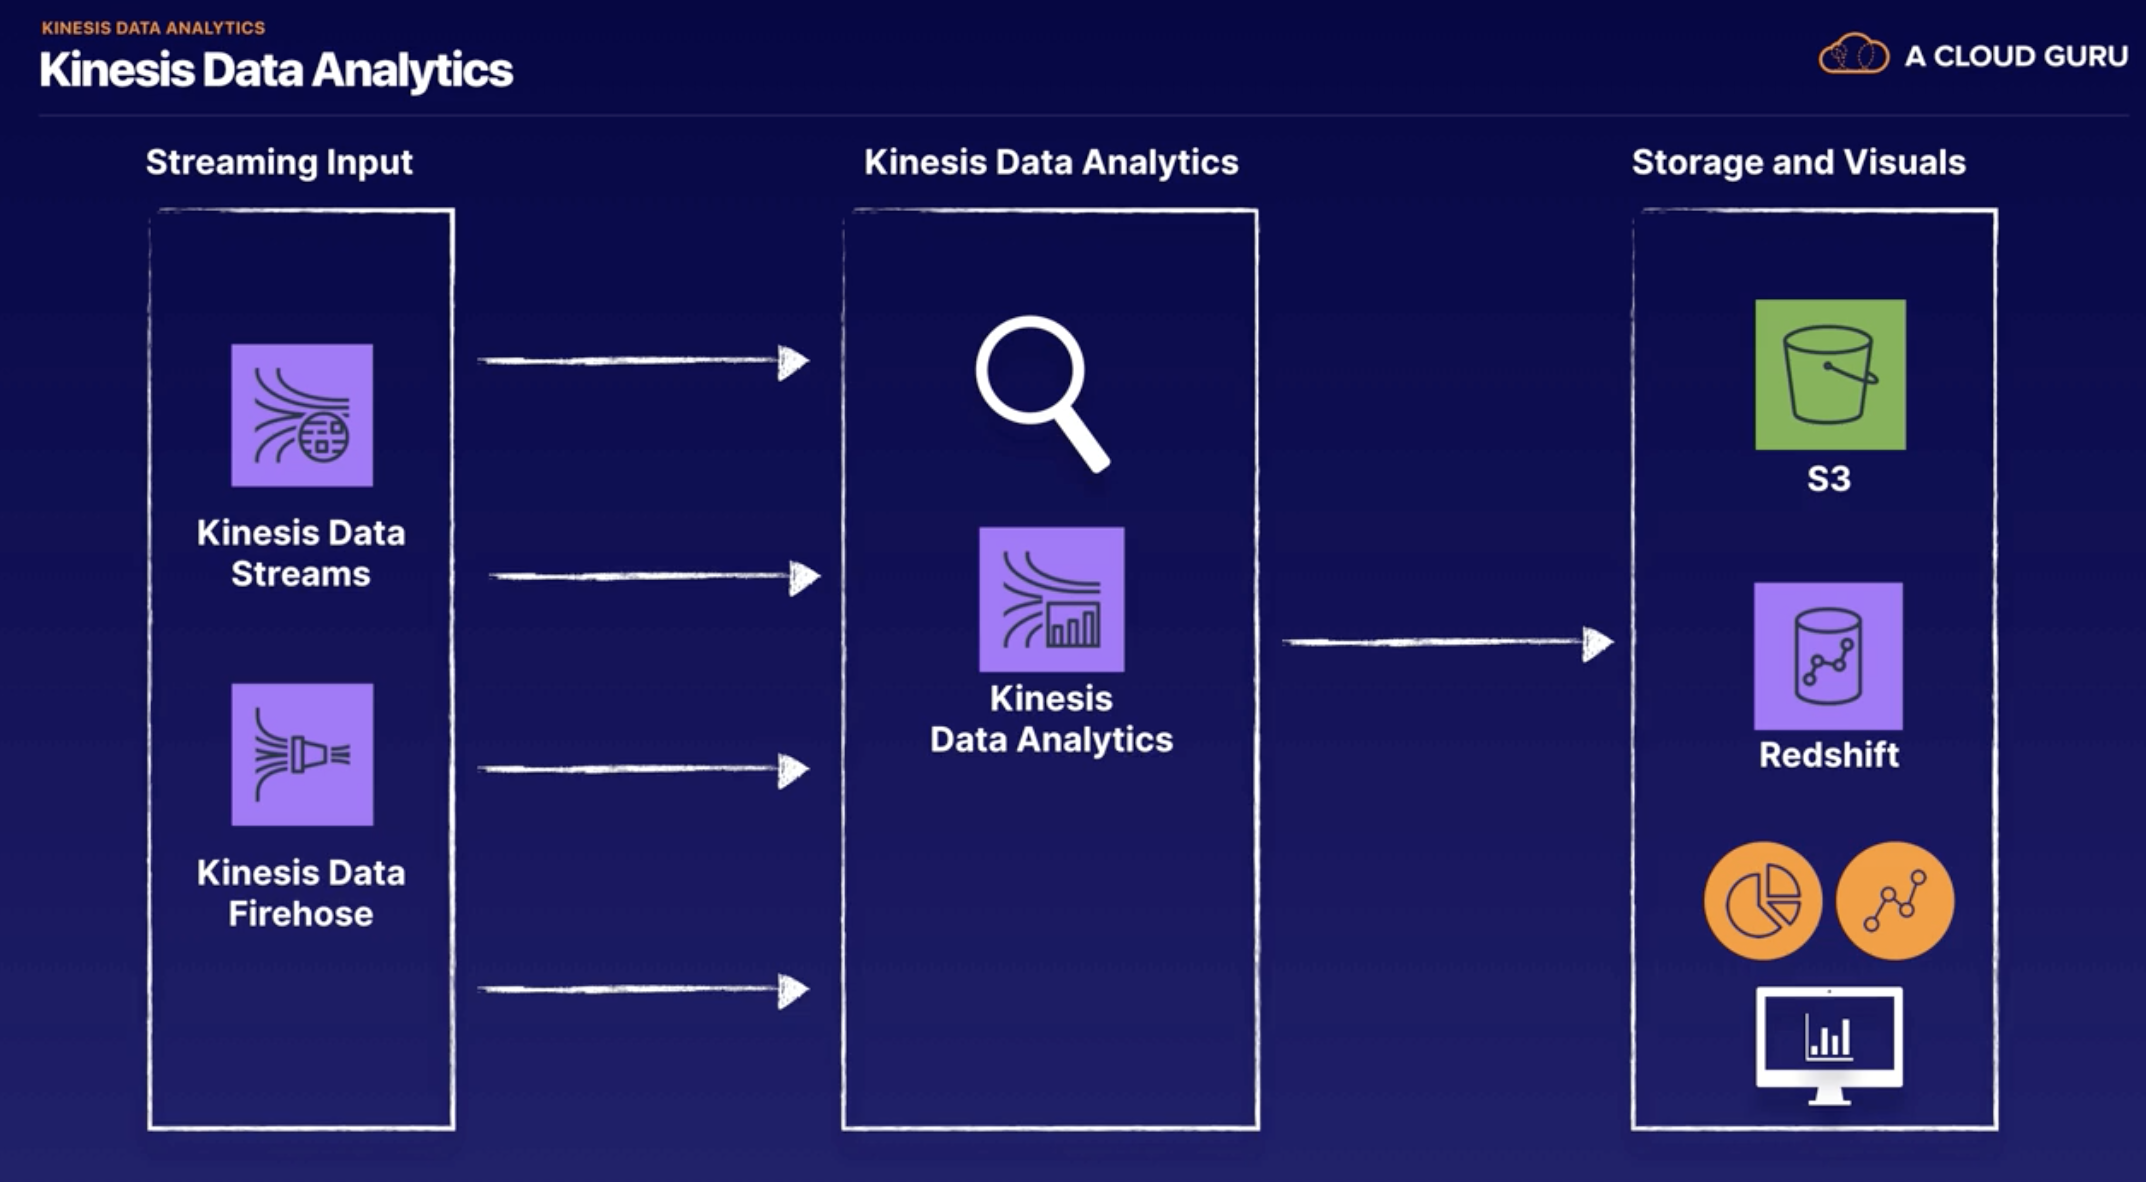 KINESIS DATA ANALYTICS
Kinesis Data Analytics
A CLOUD GURU
Streaming Input
Kinesis Data Analytics
Storage and Visuals
Kinesis Data
Streams
Kinesis Data
Firehose
Kinesis
Data Analytics
S3
Redshift